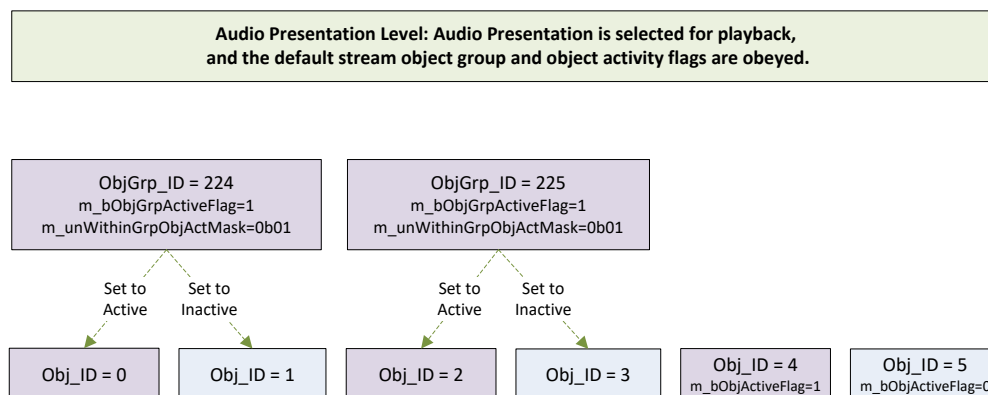 Audio Presentation Level: Audio Presentation is selected for playback,
and the default stream object group and object activity flags are obeyed.
ObjGrp_ID = 224
m_bObjGrpActiveFlag=1
m_unWithinGrpObjActMask=0b01
ObjGrp_ID = 225
m_bObjGrpActiveFlag=1
m_unWithinGrpObjActMask=0b01
Set to
Active
Set to
Inactive
Set to
Active
Set to
Inactive
Obj_ID = 0
Obj_ID = 1
Obj_ID = 2
Obj_ID = 3
Obj_ID = 4
m_bObjActiveFlag=1
Obj_ID = 5
m_bObjActiveFlag=0